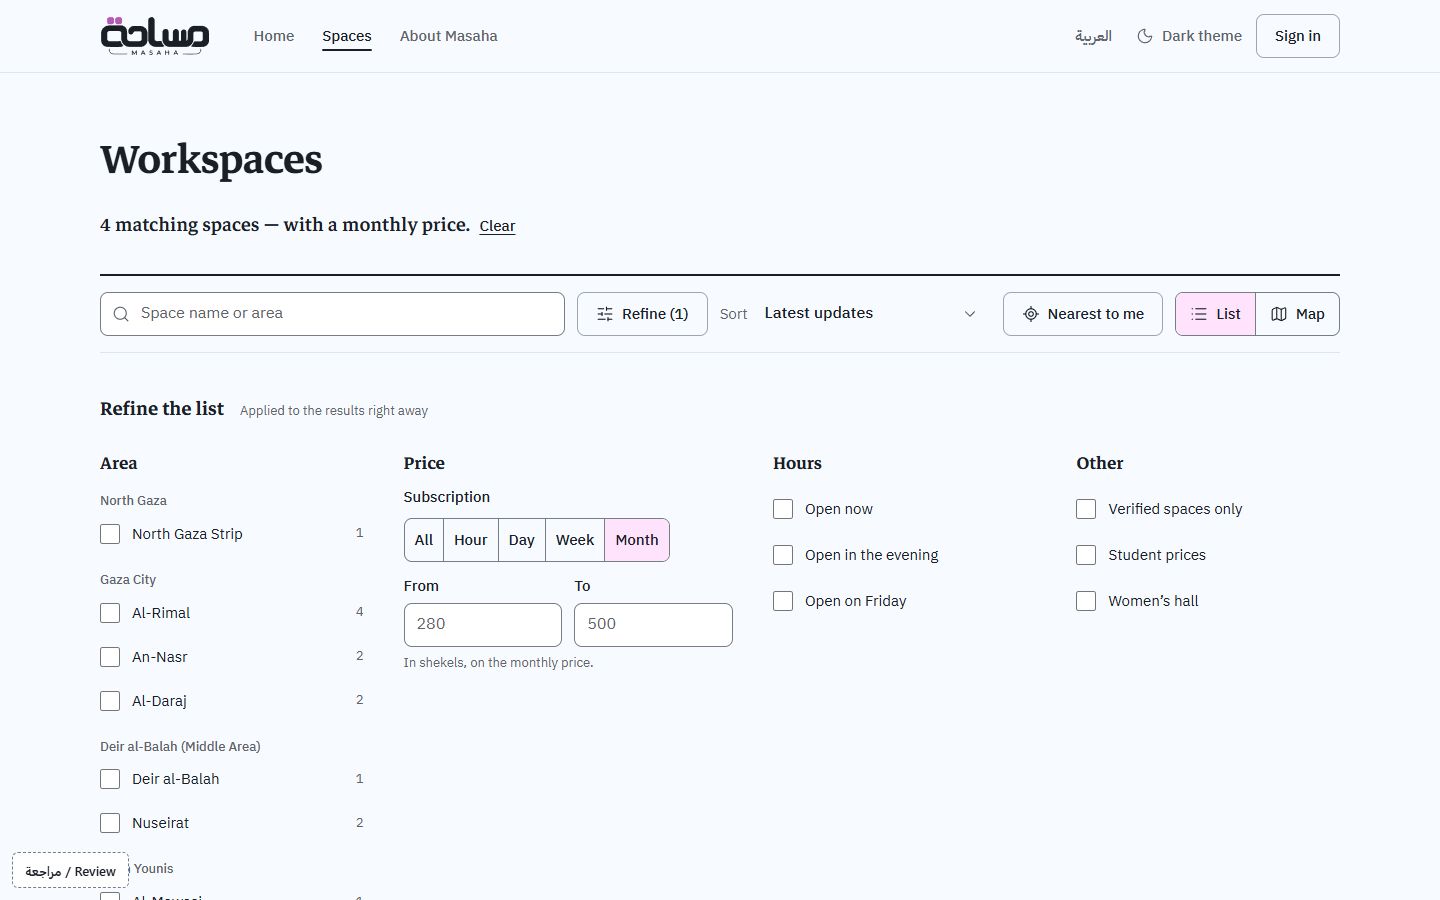 مساحة
MASAHA
Home
Spaces
About Masaha
العربية
Dark theme
Sign in
Workspaces
4 matching spaces — with a monthly price. Clear
Space name or area
Refine (1)
Sort
Latest updates
Nearest to me
List
Map
Refine the list
Applied to the results right away
Area
North Gaza
North Gaza Strip 1
Gaza City
Al-Rimal 4
An-Nasr 2
Al-Daraj 2
Deir al-Balah (Middle Area)
Deir al-Balah 1
Nuseirat 2
Younis
Price
Subscription
All
Hour
Day
Week
Month
From
To
280
500
In shekels, on the monthly price.
Hours
Open now
Open in the evening
Open on Friday
Other
Verified spaces only
Student prices
Women’s hall
مراجعة / Review